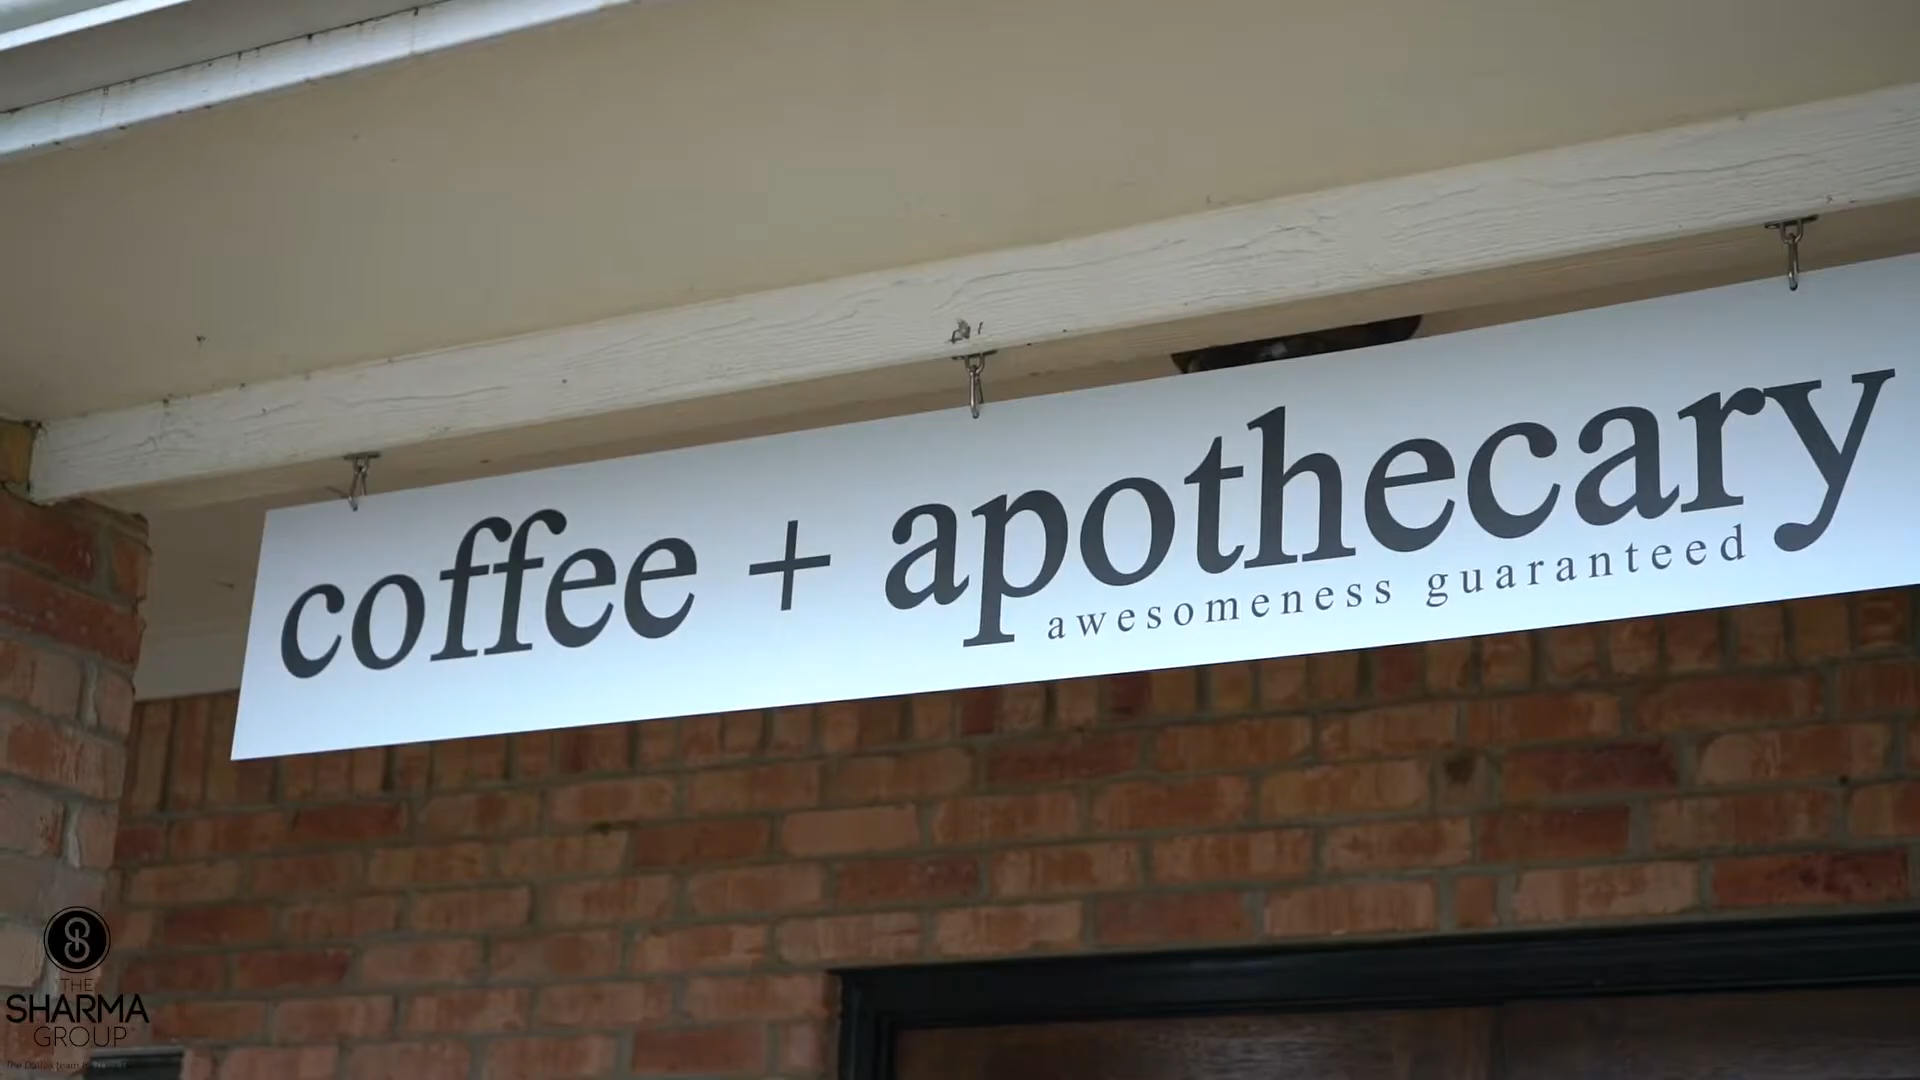 coffee + apothecary
awesomeness guaranteed
THE
SHARMA
GROUP